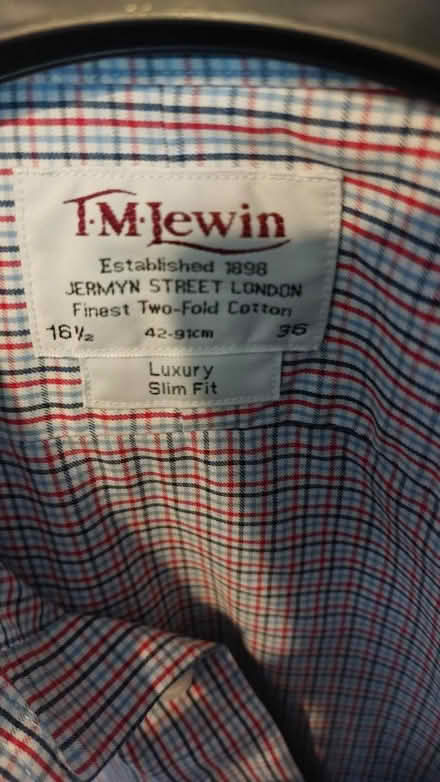 T·M·Lewin
Established 1898
JERMYN STREET LONDON
Finest Two-Fold Cotton
16½ 42-91cm 36
Luxury
Slim Fit